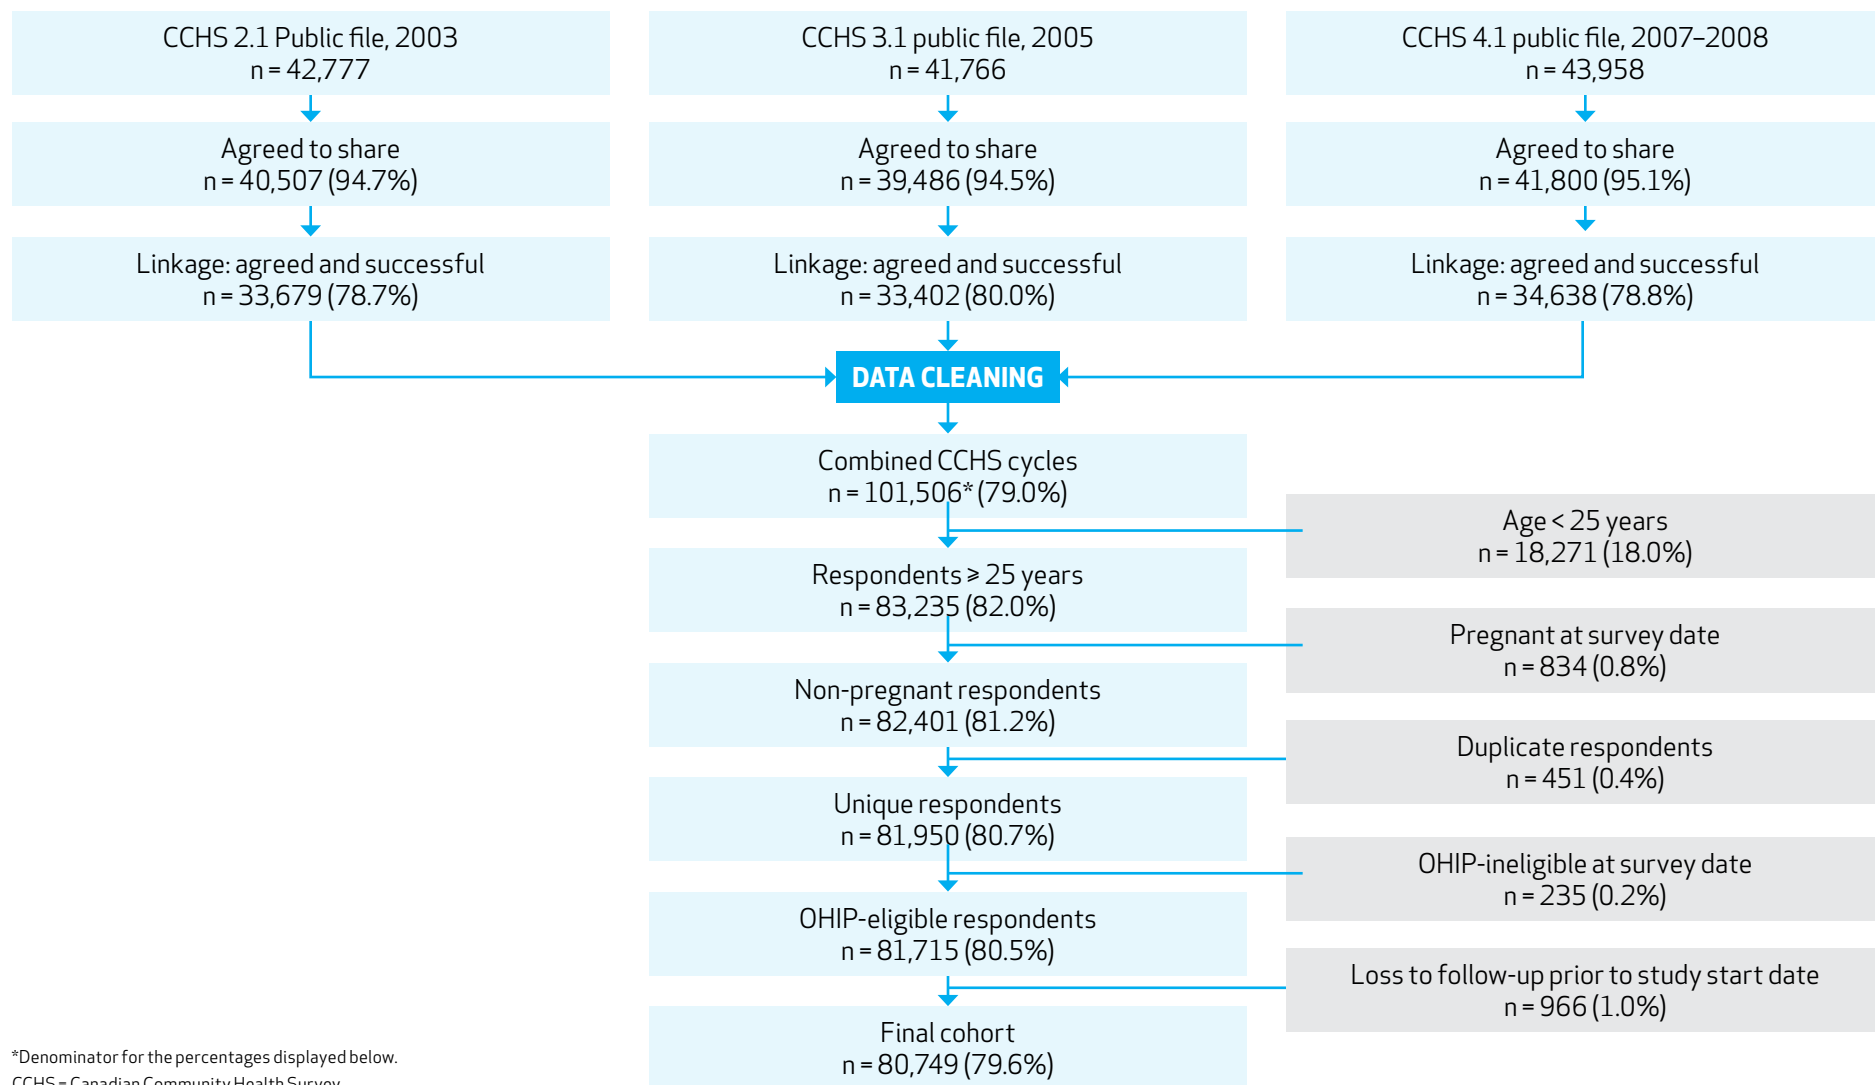 CCHS 2.1 Public file, 2003
n = 42,777
CCHS 3.1 public file, 2005
n = 41,766
CCHS 4.1 public file, 2007–2008
n = 43,958
Agreed to share
n = 40,507 (94.7%)
Agreed to share
n = 39,486 (94.5%)
Agreed to share
n = 41,800 (95.1%)
Linkage: agreed and successful
n = 33,679 (78.7%)
Linkage: agreed and successful
n = 33,402 (80.0%)
Linkage: agreed and successful
n = 34,638 (78.8%)
DATA CLEANING
Combined CCHS cycles
n = 101,506* (79.0%)
Age < 25 years
n = 18,271 (18.0%)
Respondents ⩾ 25 years
n = 83,235 (82.0%)
Pregnant at survey date
n = 834 (0.8%)
Non-pregnant respondents
n = 82,401 (81.2%)
Duplicate respondents
n = 451 (0.4%)
Unique respondents
n = 81,950 (80.7%)
OHIP-ineligible at survey date
n = 235 (0.2%)
OHIP-eligible respondents
n = 81,715 (80.5%)
Loss to follow-up prior to study start date
n = 966 (1.0%)
Final cohort
n = 80,749 (79.6%)
*Denominator for the percentages displayed below.
CCHS = Canadian Community Health Survey